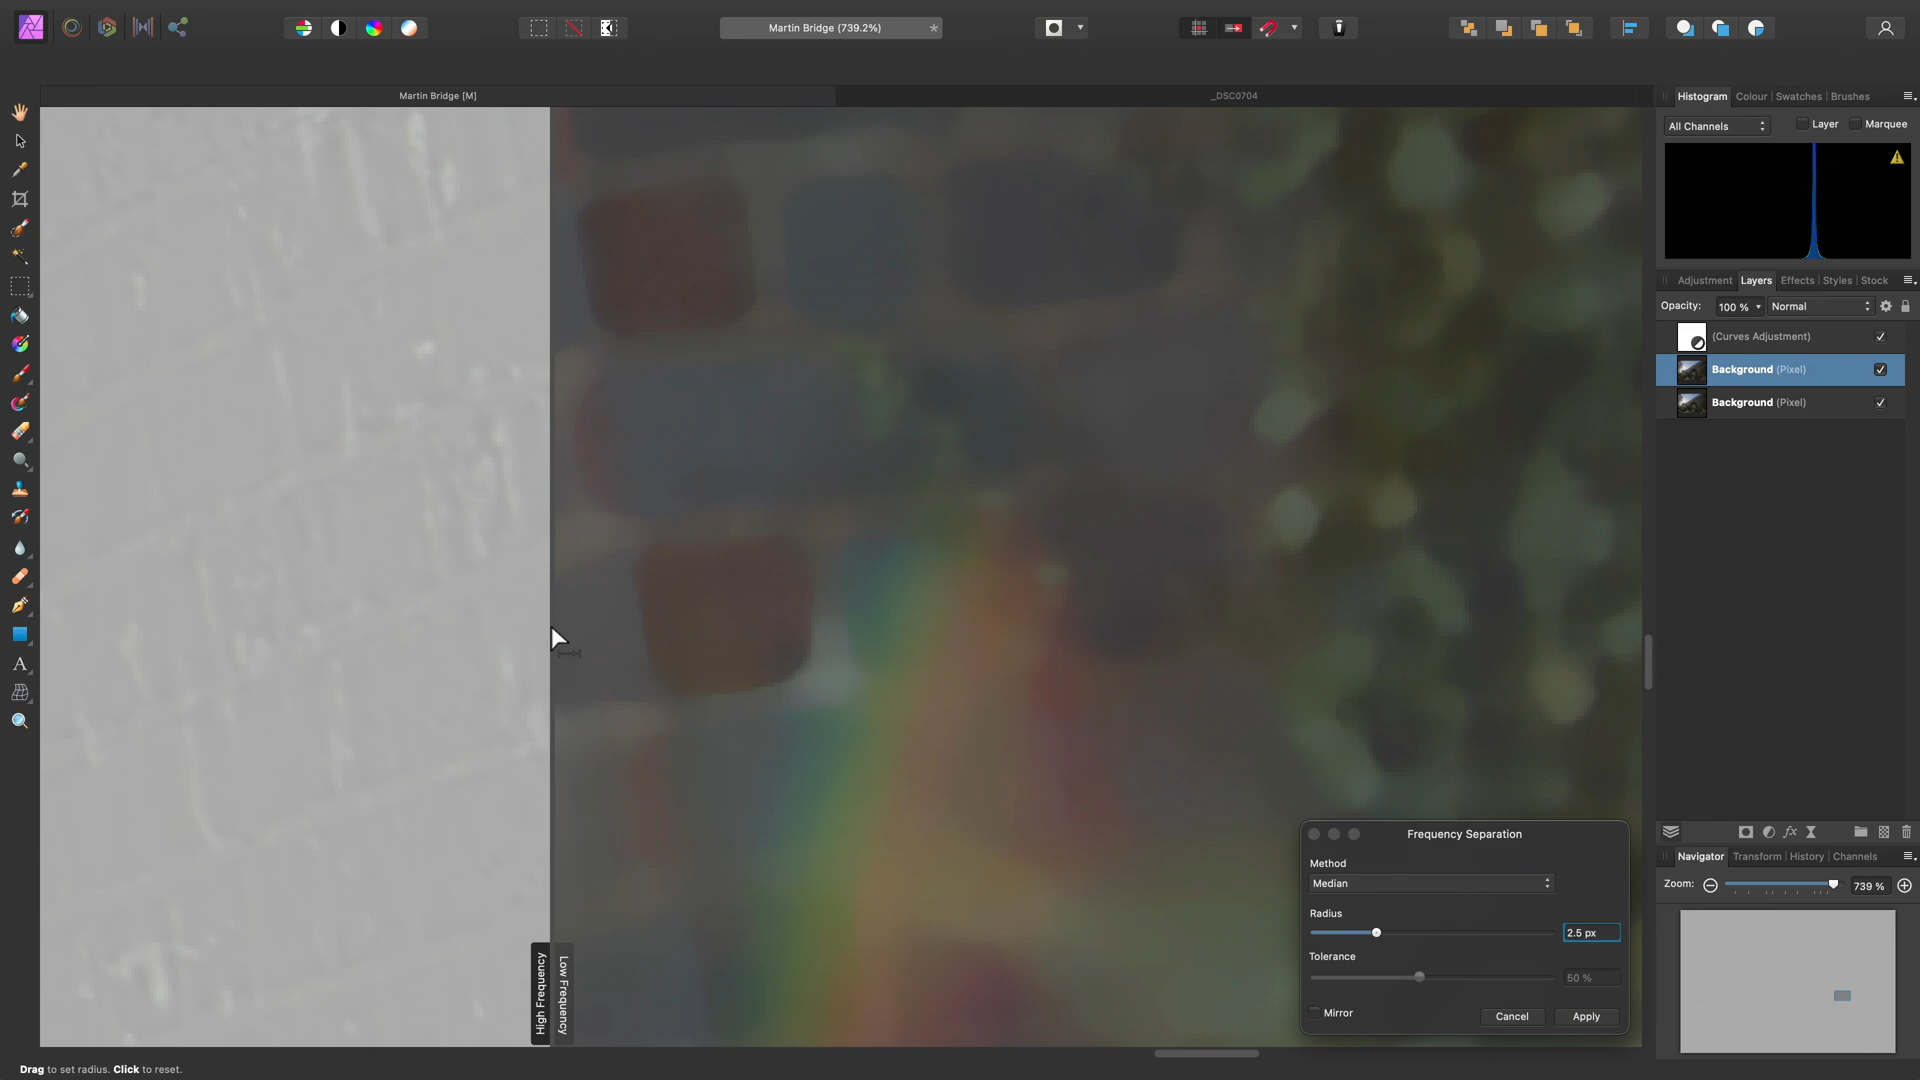 Martin Bridge (739.2%)
Martin Bridge [M]
_DSC0704
Histogram Colour Swatches Brushes
All Channels Layer Marquee
Adjustment Layers Effects Styles Stock
Opacity: 100 % Normal
(Curves Adjustment)
Background (Pixel)
Background (Pixel)
fx
Navigator Transform History Channels
Zoom: 739 %
Frequency Separation
Method
Median
Radius
2.5 px
Tolerance
50 %
Mirror Cancel Apply
High Frequency
Low Frequency
A
Drag to set radius. Click to reset.